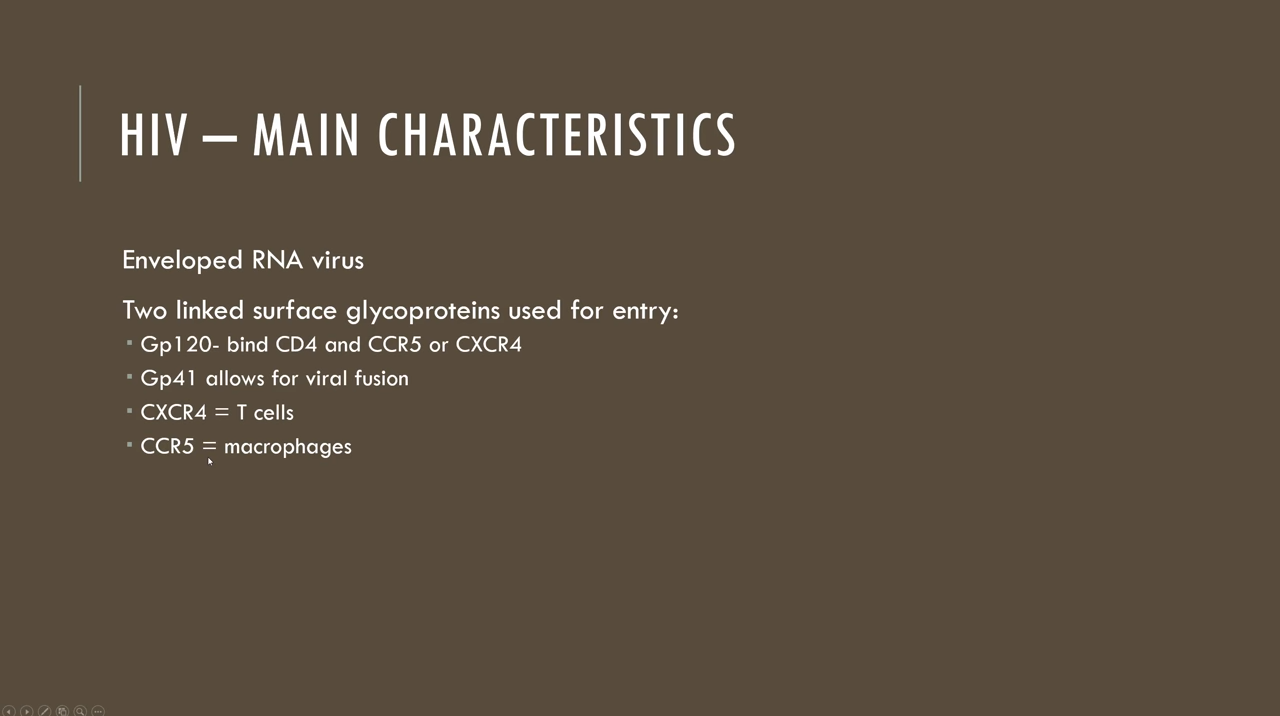 HIV – MAIN CHARACTERISTICS
Enveloped RNA virus
Two linked surface glycoproteins used for entry:
▪ Gp120- bind CD4 and CCR5 or CXCR4
▪ Gp41 allows for viral fusion
▪ CXCR4 = T cells
▪ CCR5 = macrophages